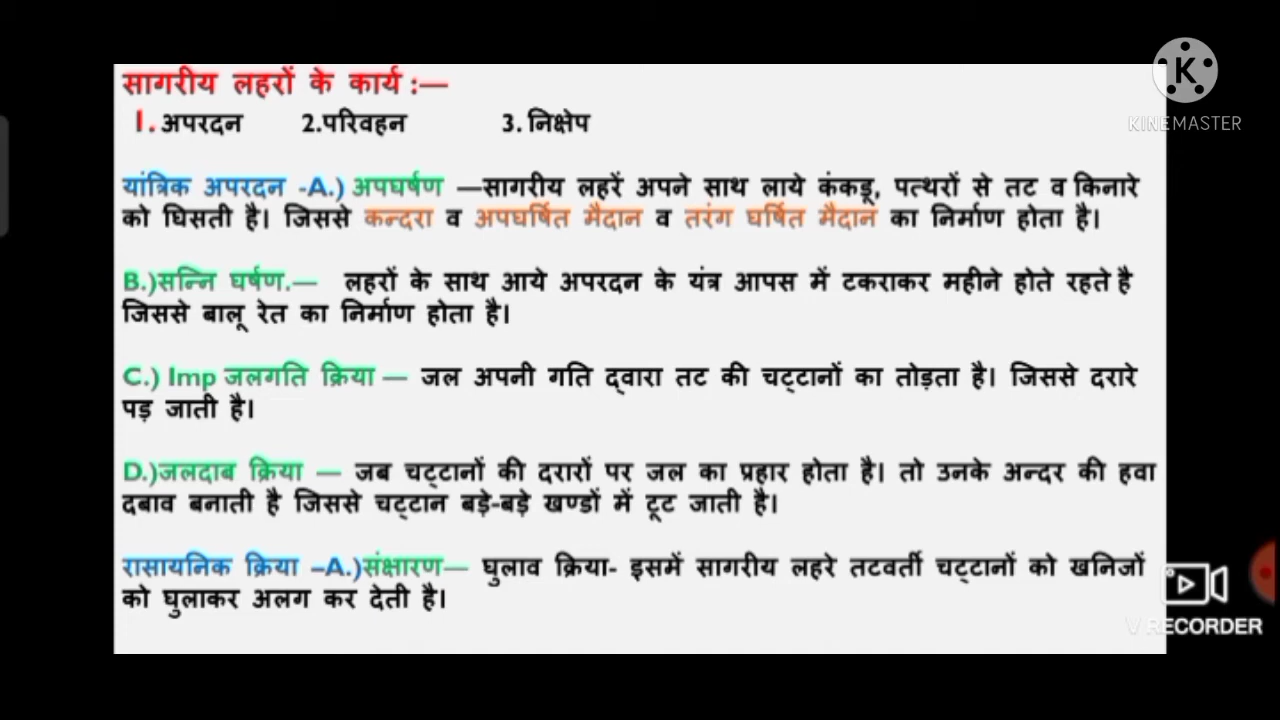 सागरीय लहरों के कार्य :—
1. अपरदन 2.परिवहन 3. निक्षेप
यांत्रिक अपरदन -A.) अपघर्षण —सागरीय लहरें अपने साथ लाये कंकडू, पत्थरों से तट व किनारे
को घिसती है। जिससे कन्दरा व अपघर्षित मैदान व तरंग घर्षित मैदान का निर्माण होता है।
B.)सन्नि घर्षण.— लहरों के साथ आये अपरदन के यंत्र आपस में टकराकर महीने होते रहते है
जिससे बालू रेत का निर्माण होता है।
C.) Imp जलगति क्रिया — जल अपनी गति द्वारा तट की चट्टानों का तोड़ता है। जिससे दरारे
पड़ जाती है।
D.)जलदाब क्रिया — जब चट्टानों की दरारों पर जल का प्रहार होता है। तो उनके अन्दर की हवा
दबाव बनाती है जिससे चट्टान बड़े-बड़े खण्डों में टूट जाती है।
रासायनिक क्रिया –A.)संक्षारण— घुलाव क्रिया- इसमें सागरीय लहरे तटवर्ती चट्टानों को खनिजों
को घुलाकर अलग कर देती है।
K
KINEMASTER
V RECORDER